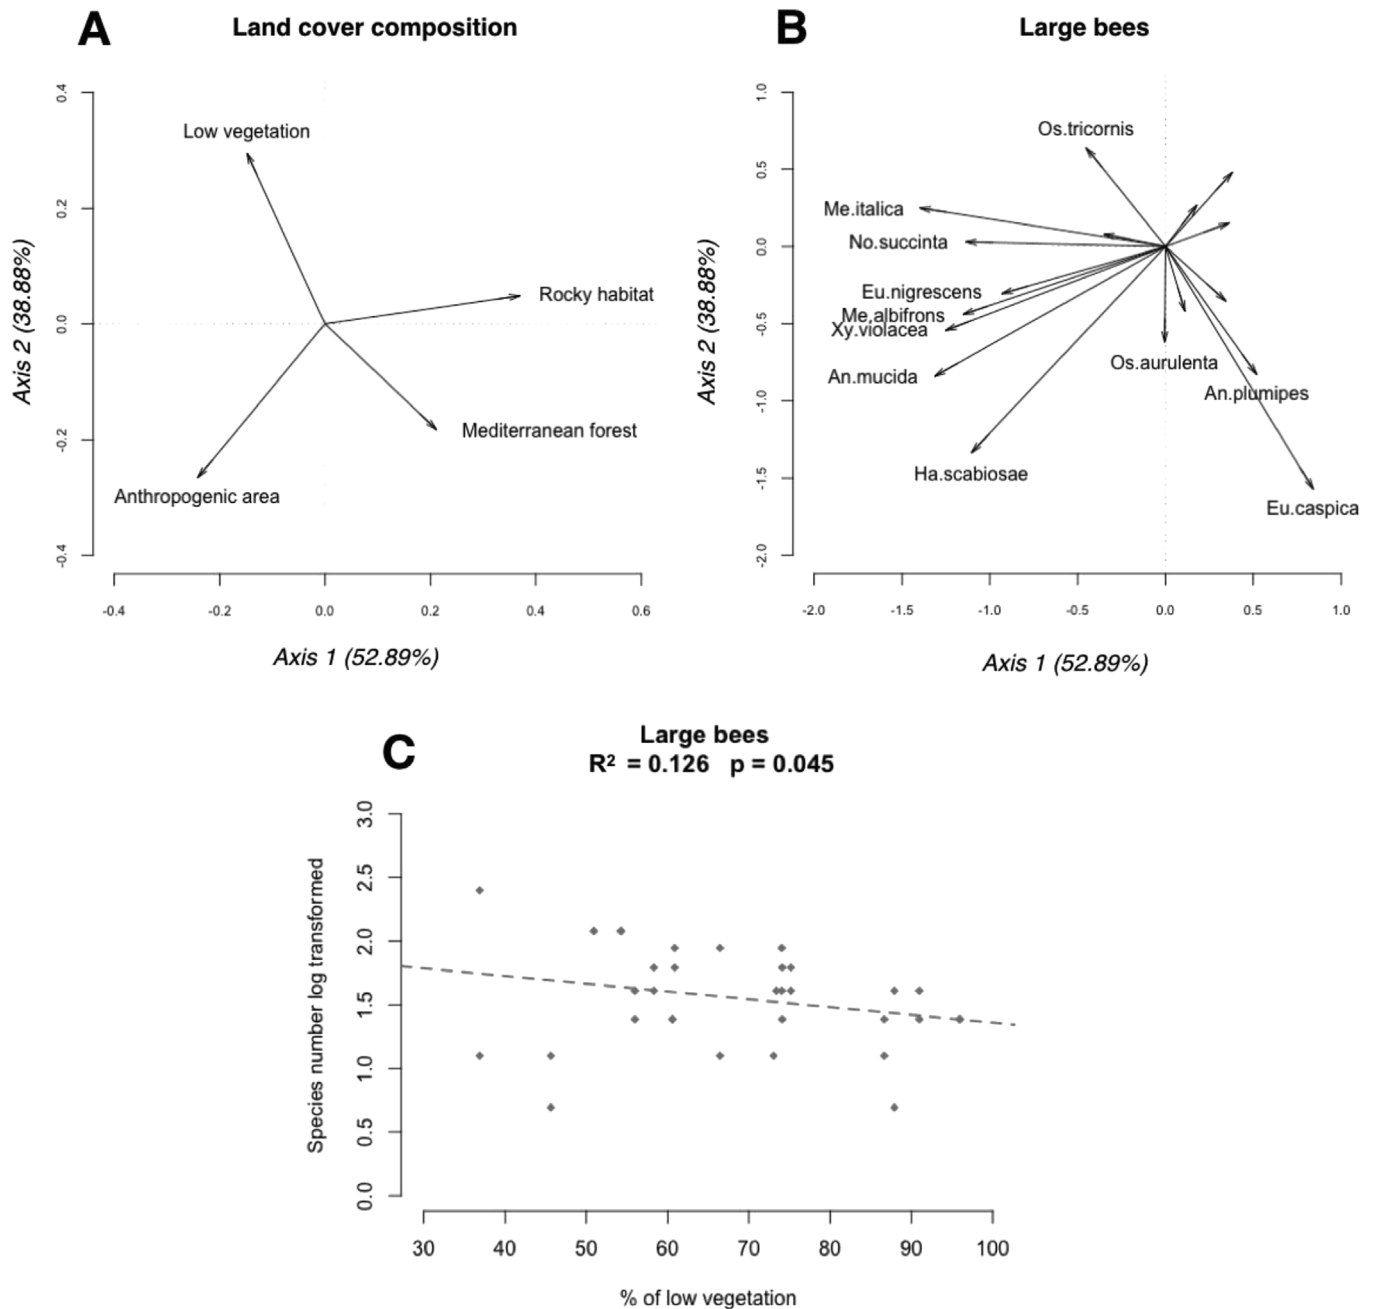 A
Land cover composition
B
Large bees
0.4
0.2
0.0
-0.2
-0.4
Axis 2 (38.88%)
Low vegetation
Rocky habitat
Mediterranean forest
Anthropogenic area
-0.4
-0.2
0.0
0.2
0.4
0.6
Axis 1 (52.89%)
1.0
0.5
0.0
-0.5
-1.0
-1.5
-2.0
Axis 2 (38.88%)
Os.tricornis
Me.italica
No.succinta
Eu.nigrescens
Me.albifrons
Xy.violacea
Os.aurulenta
An.mucida
An.plumipes
Ha.scabiosae
Eu.caspica
-2.0
-1.5
-1.0
-0.5
0.0
0.5
1.0
Axis 1 (52.89%)
C
Large bees
R² = 0.126 p = 0.045
3.0
2.5
2.0
1.5
1.0
0.5
0.0
Species number log transformed
30
40
50
60
70
80
90
100
% of low vegetation